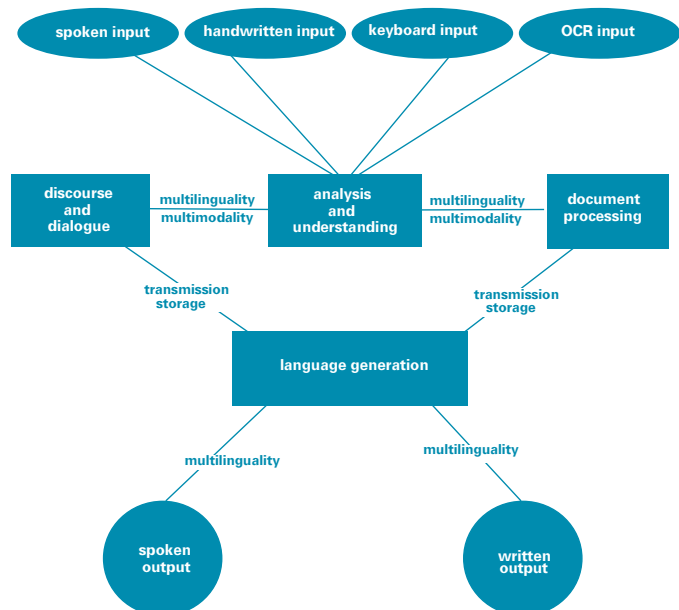 spoken input
handwritten input
keyboard input
OCR input
discourse
and
dialogue
multilinguality
multimodality
analysis
and
understanding
multilinguality
multimodality
document
processing
transmission
storage
transmission
storage
language generation
multilinguality
multilinguality
spoken
output
written
output